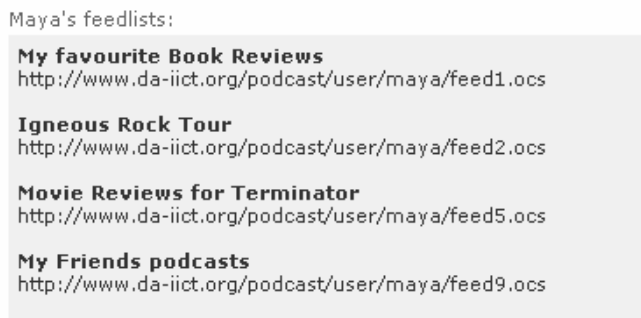 Maya's feedlists:
My favourite Book Reviews
http://www.da-iict.org/podcast/user/maya/feed1.ocs
Igneous Rock Tour
http://www.da-iict.org/podcast/user/maya/feed2.ocs
Movie Reviews for Terminator
http://www.da-iict.org/podcast/user/maya/feed5.ocs
My Friends podcasts
http://www.da-iict.org/podcast/user/maya/feed9.ocs